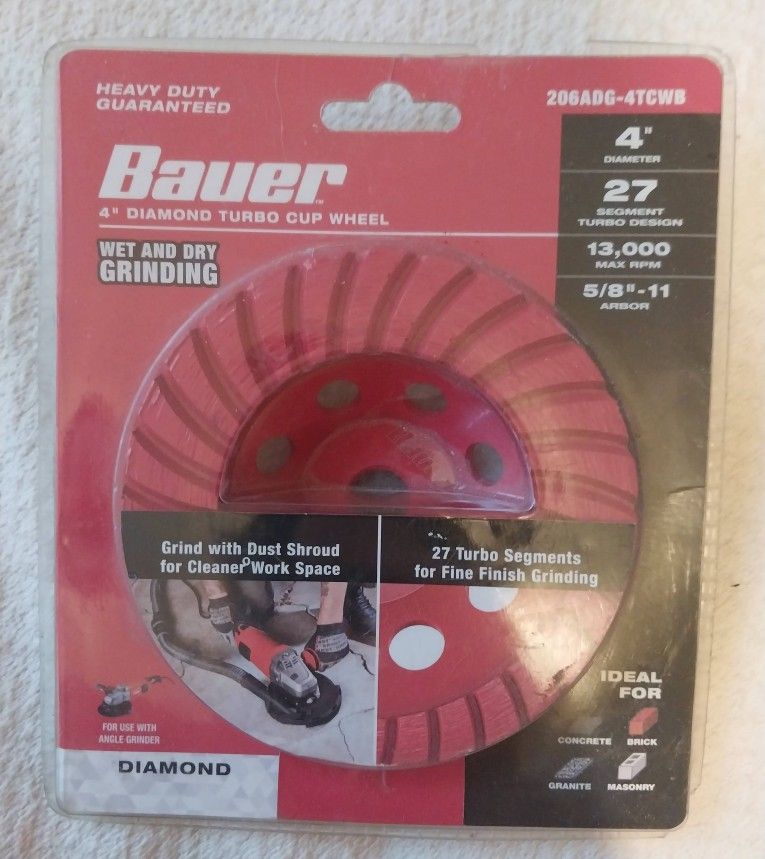 HEAVY DUTY
GUARANTEED
206ADG-4TCWB
Bauer™
4" DIAMOND TURBO CUP WHEEL
WET AND DRY
GRINDING
4"
DIAMETER
27
SEGMENT
TURBO DESIGN
13,000
MAX RPM
5/8"-11
ARBOR
Grind with Dust Shroud
for Cleaner Work Space
27 Turbo Segments
for Fine Finish Grinding
FOR USE WITH
ANGLE GRINDER
DIAMOND
IDEAL
FOR
CONCRETE BRICK
GRANITE MASONRY